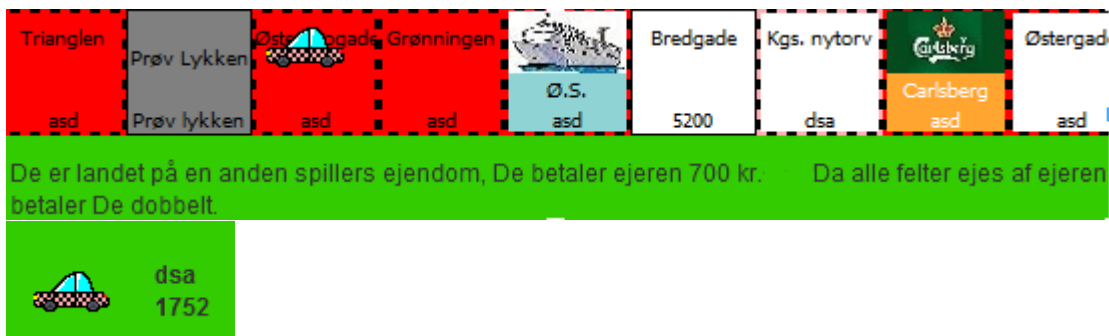 Trianglen
asd
Prøv Lykken
Prøv lykken
asd
Grønningen
asd
Ø.S.
asd
Bredgade
5200
Kgs. nytorv
dsa
Carlsberg
Carlsberg
asd
Østergad
asd
De er landet på en anden spillers ejendom, De betaler ejeren 700 kr. Da alle felter ejes af ejeren
betaler De dobbelt.
dsa
1752